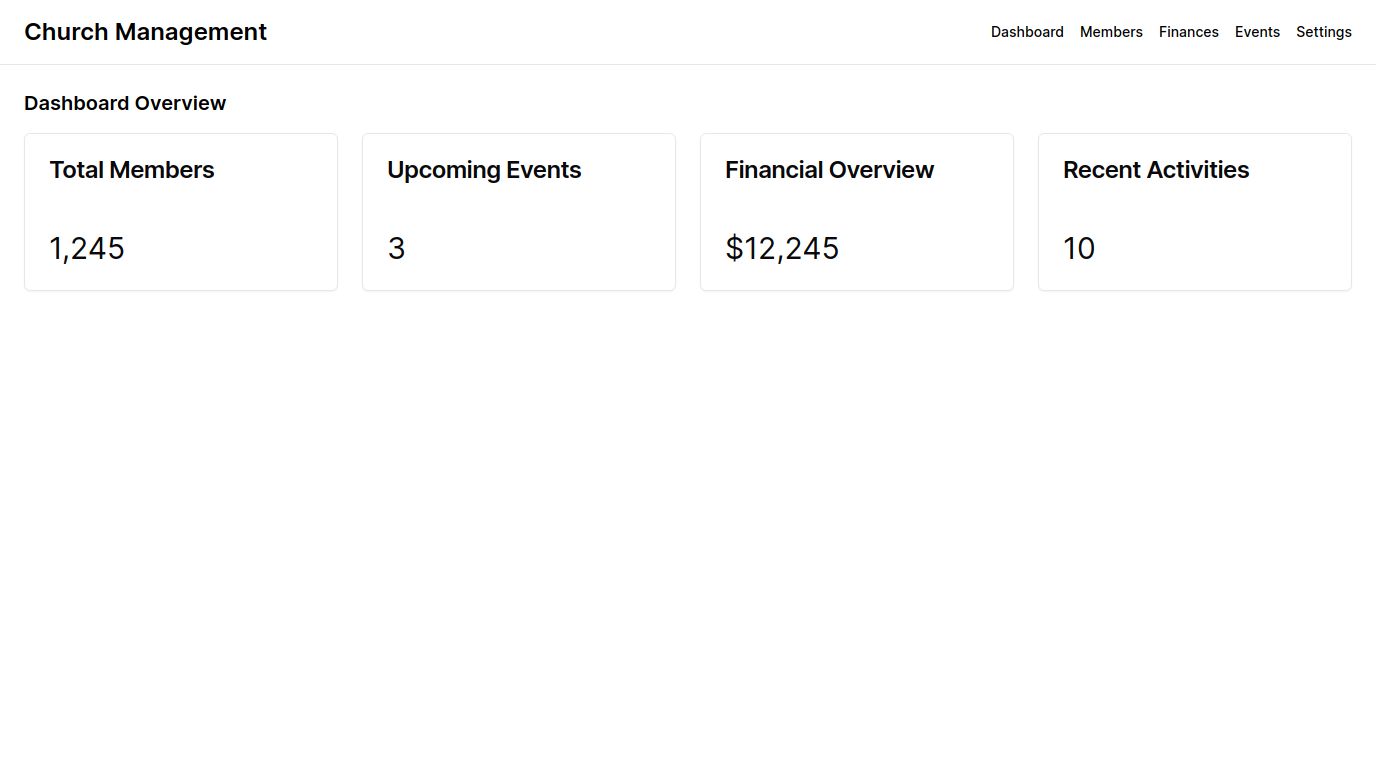 Church Management
Dashboard Members Finances Events Settings
Dashboard Overview
Total Members
1,245
Upcoming Events
3
Financial Overview
$12,245
Recent Activities
10